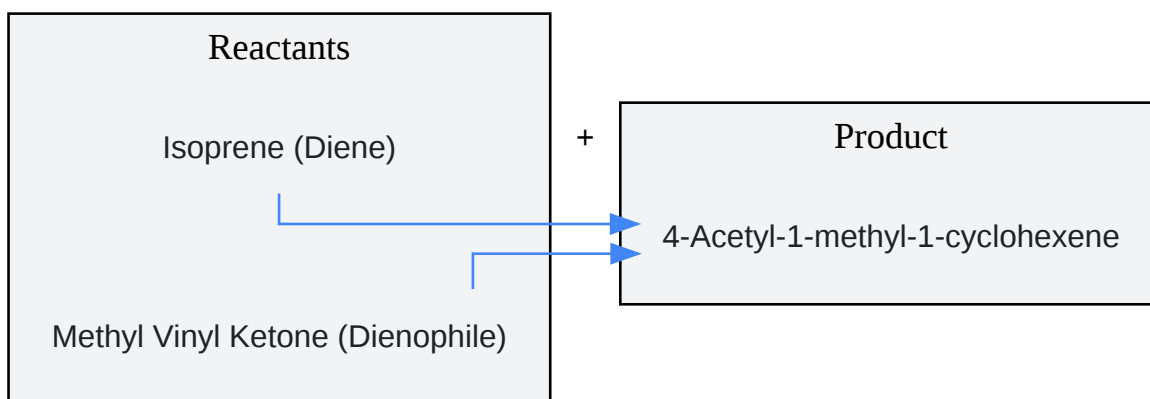 Reactants
Isoprene (Diene)
Methyl Vinyl Ketone (Dienophile)
+
Product
4-Acetyl-1-methyl-1-cyclohexene